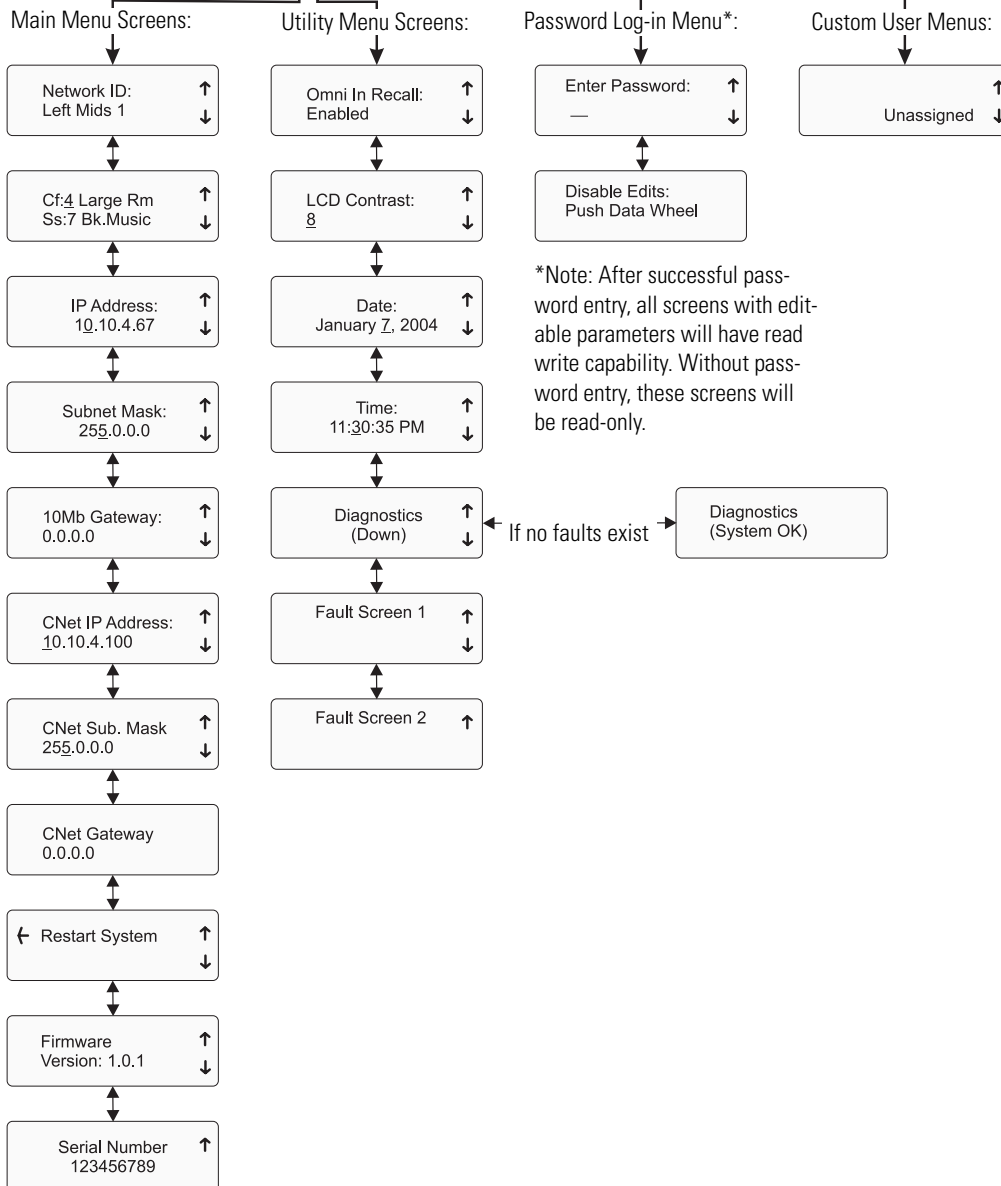 Main Menu Screens:
Network ID:
Left Mids 1
Cf:4 Large Rm
Ss:7 Bk.Music
IP Address:
10.10.4.67
Subnet Mask:
255.0.0.0
10Mb Gateway:
0.0.0.0
CNet IP Address:
10.10.4.100
CNet Sub. Mask
255.0.0.0
CNet Gateway
0.0.0.0
Restart System
Firmware
Version: 1.0.1
Serial Number
123456789
Utility Menu Screens:
Omni In Recall:
Enabled
LCD Contrast:
8
Date:
January 7, 2004
Time:
11:30:35 PM
Diagnostics
(Down)
If no faults exist
Diagnostics
(System OK)
Fault Screen 1
Fault Screen 2
Password Log-in Menu*:
Enter Password:
—
Disable Edits:
Push Data Wheel
*Note: After successful pass-
word entry, all screens with edit-
able parameters will have read
write capability. Without pass-
word entry, these screens will
be read-only.
Custom User Menus:
Unassigned